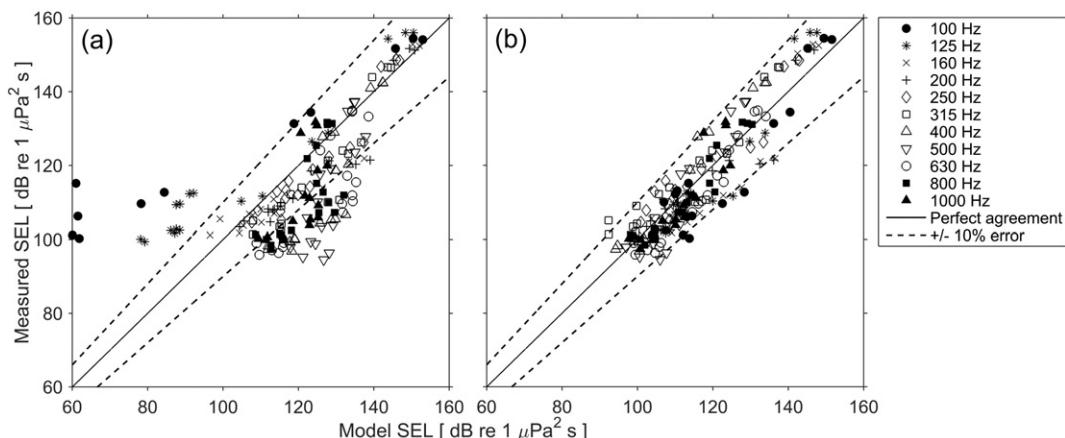 (a)
(b)
Measured SEL [ dB re 1 μPa² s ]
160
140
120
100
80
60
60
80
100
120
140
160
60
80
100
120
140
160
Model SEL [ dB re 1 μPa² s ]
100 Hz
125 Hz
160 Hz
200 Hz
250 Hz
315 Hz
400 Hz
500 Hz
630 Hz
800 Hz
1000 Hz
Perfect agreement
+/- 10% error